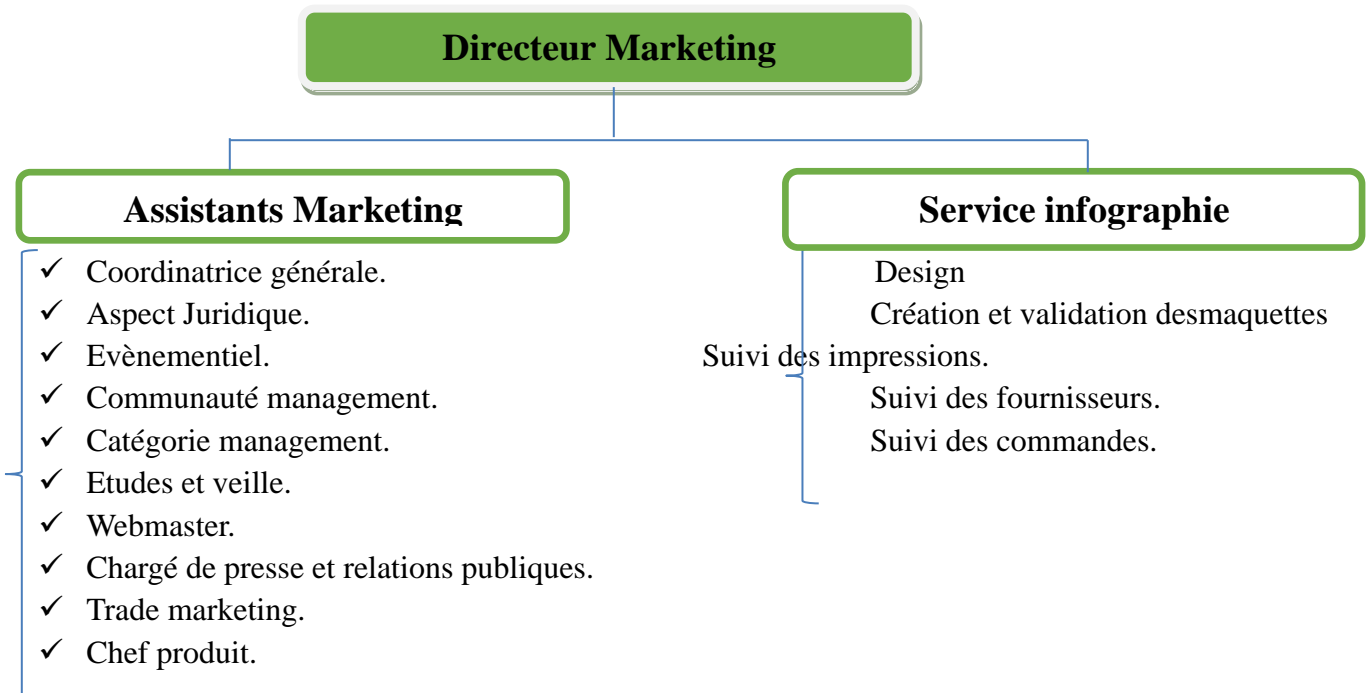 Directeur Marketing
Assistants Marketing
Service infographie
✓ Coordinatrice générale.
✓ Aspect Juridique.
✓ Evènementiel.
✓ Communauté management.
✓ Catégorie management.
✓ Etudes et veille.
✓ Webmaster.
✓ Chargé de presse et relations publiques.
✓ Trade marketing.
✓ Chef produit.
Design
Création et validation desmaquettes
Suivi des impressions.
Suivi des fournisseurs.
Suivi des commandes.